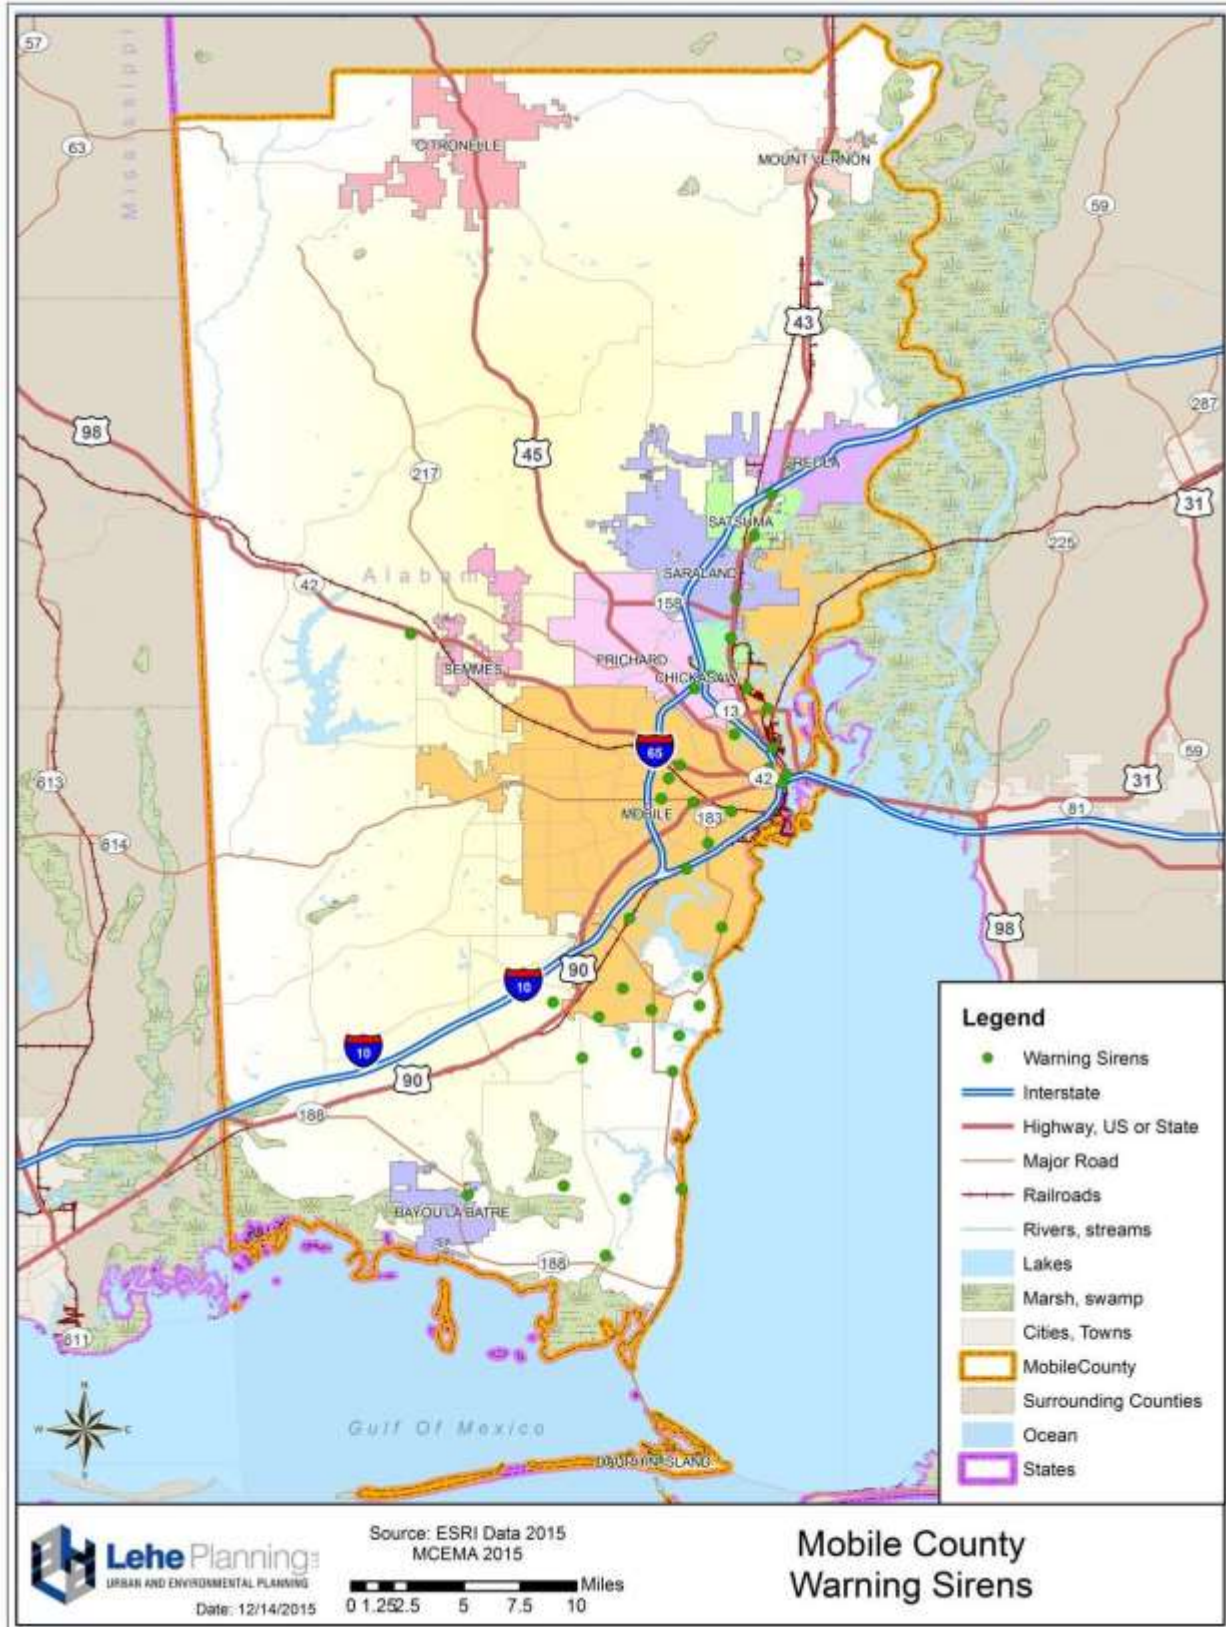 57
Mississippi
63
CITRONELLE
MOUNT VERNON
59
43
98
287
45
217
CREOLA
31
SATSUMA
225
Alabama
42
SARALAND
158
PRICHARD
SEMMES
CHICKASAW
13
65
59
613
42
31
MOBILE
183
81
614
98
90
10
10
90
188
BAYOU LA BATRE
188
611
Gulf Of Mexico
DAUPHIN ISLAND
N
W
E
S
Legend
Warning Sirens
Interstate
Highway, US or State
Major Road
Railroads
Rivers, streams
Lakes
Marsh, swamp
Cities, Towns
MobileCounty
Surrounding Counties
Ocean
States
Lehe Planning
URBAN AND ENVIRONMENTAL PLANNING
Date: 12/14/2015
Source: ESRI Data 2015
MCEMA 2015
Miles
0 1.25 2.5 5 7.5 10
Mobile County
Warning Sirens